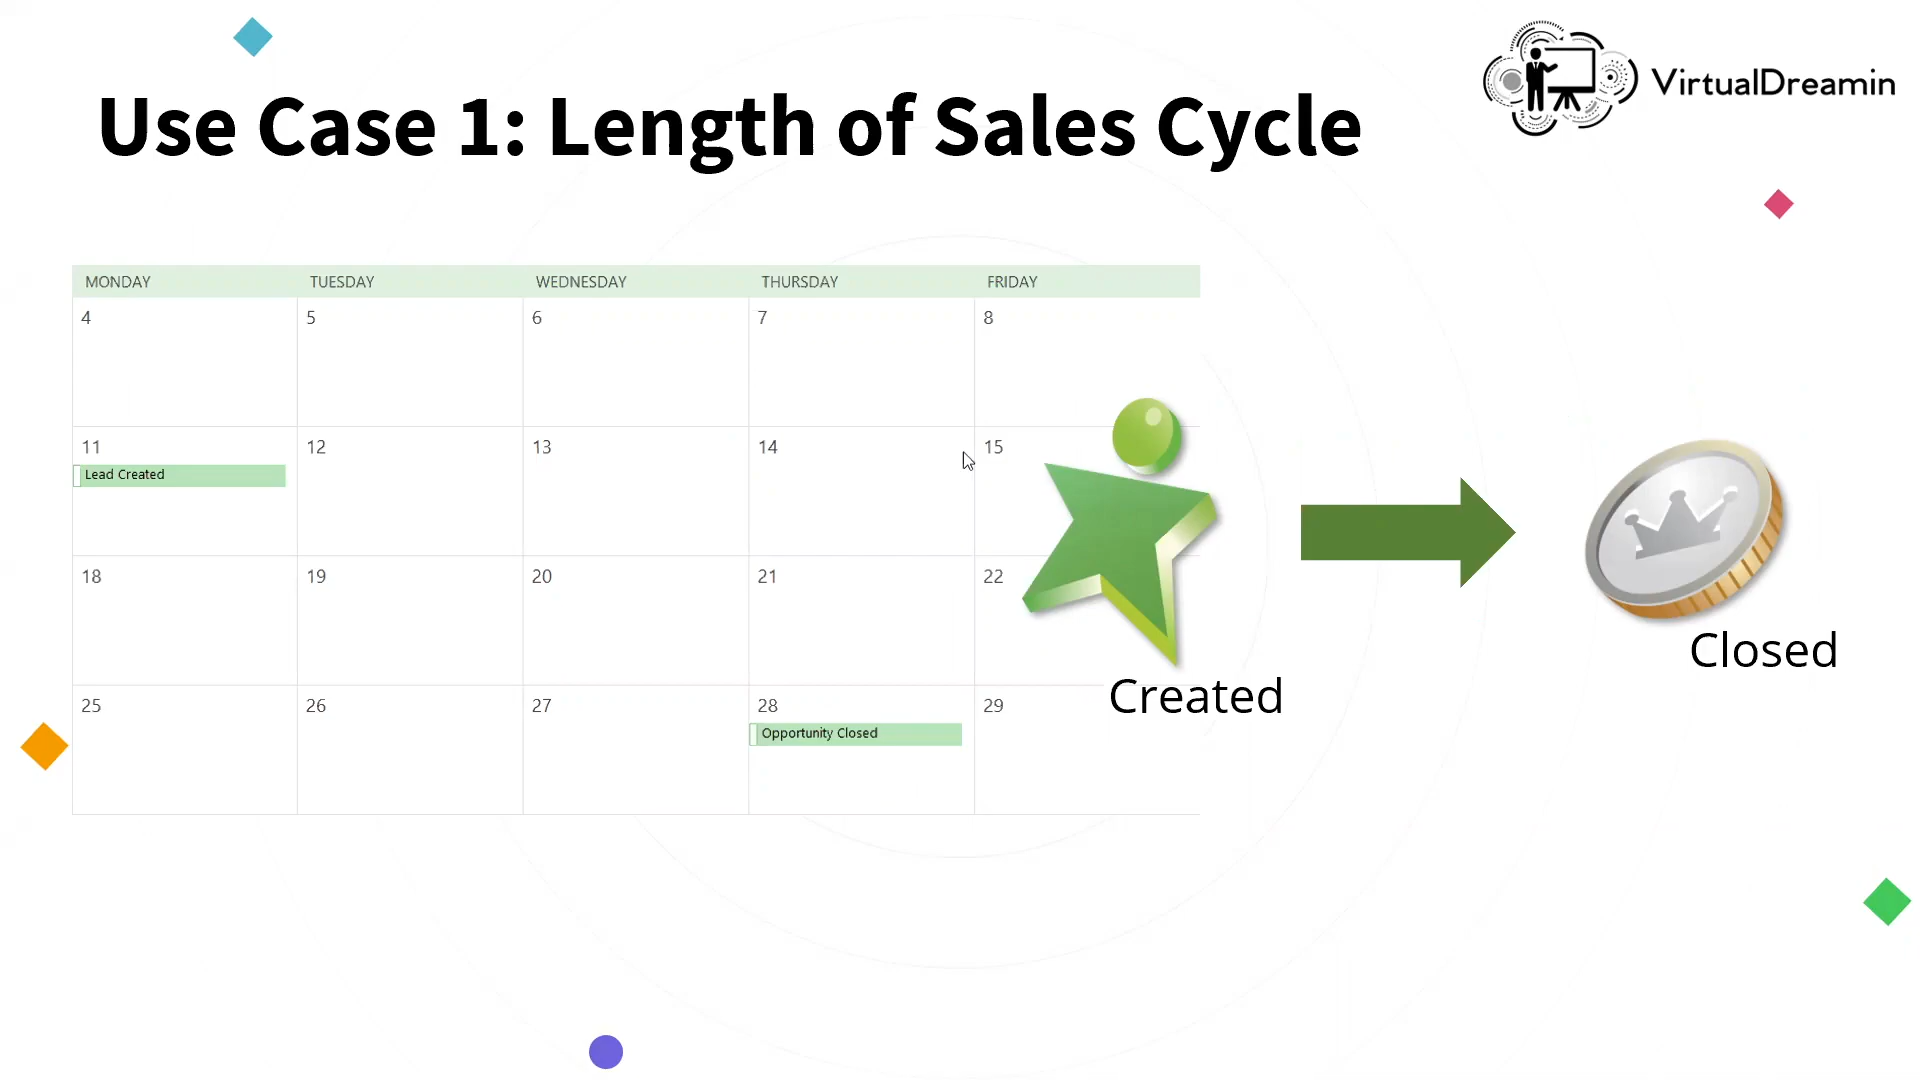 VirtualDreamin
Use Case 1: Length of Sales Cycle
MONDAY TUESDAY WEDNESDAY THURSDAY FRIDAY
4 5 6 7 8
11 12 13 14 15
Lead Created
18 19 20 21 22
25 26 27 28 29
Opportunity Closed
Created
Closed